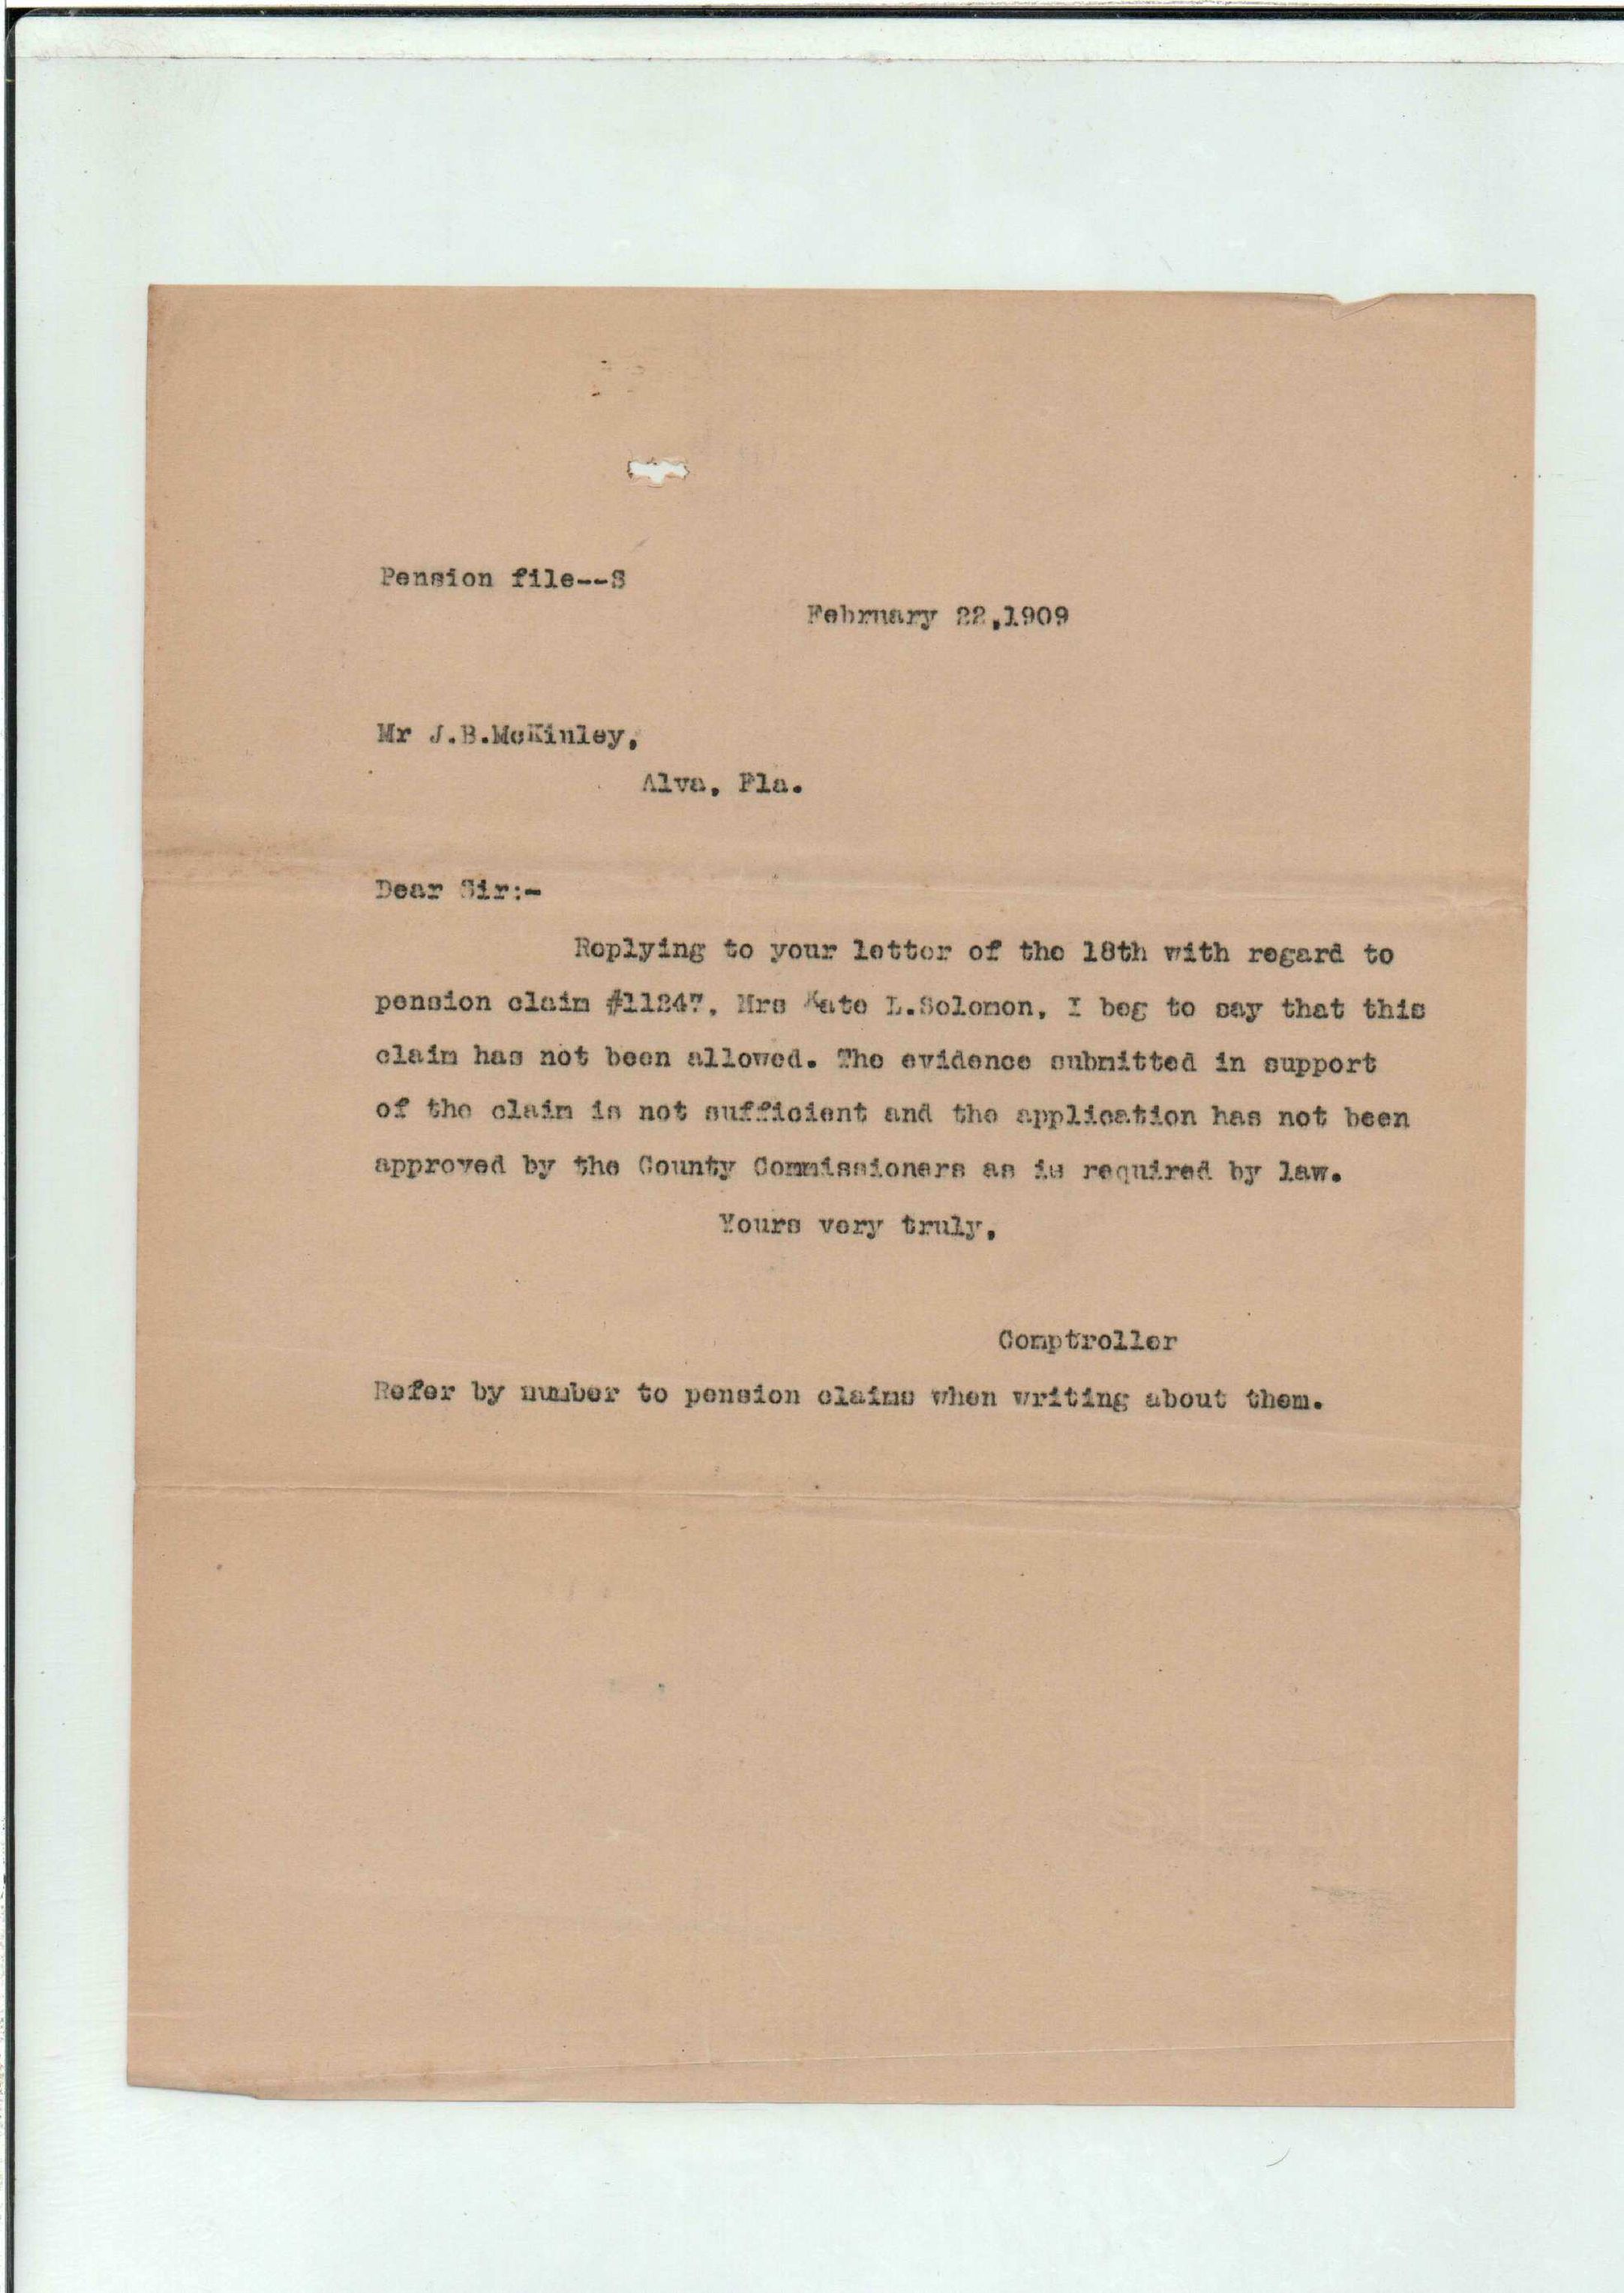 Pension file--S
February 22,1909
Mr J.B.McKinley,
Alva, Fla.
Dear Sir:-
Replying to your letter of the 18th with regard to
pension claim #11247, Mrs Kate L.Solomon, I beg to say that this
claim has not been allowed. The evidence submitted in support
of the claim is not sufficient and the application has not been
approved by the County Commissioners as is required by law.
Yours very truly,
Comptroller
Refer by number to pension claims when writing about them.